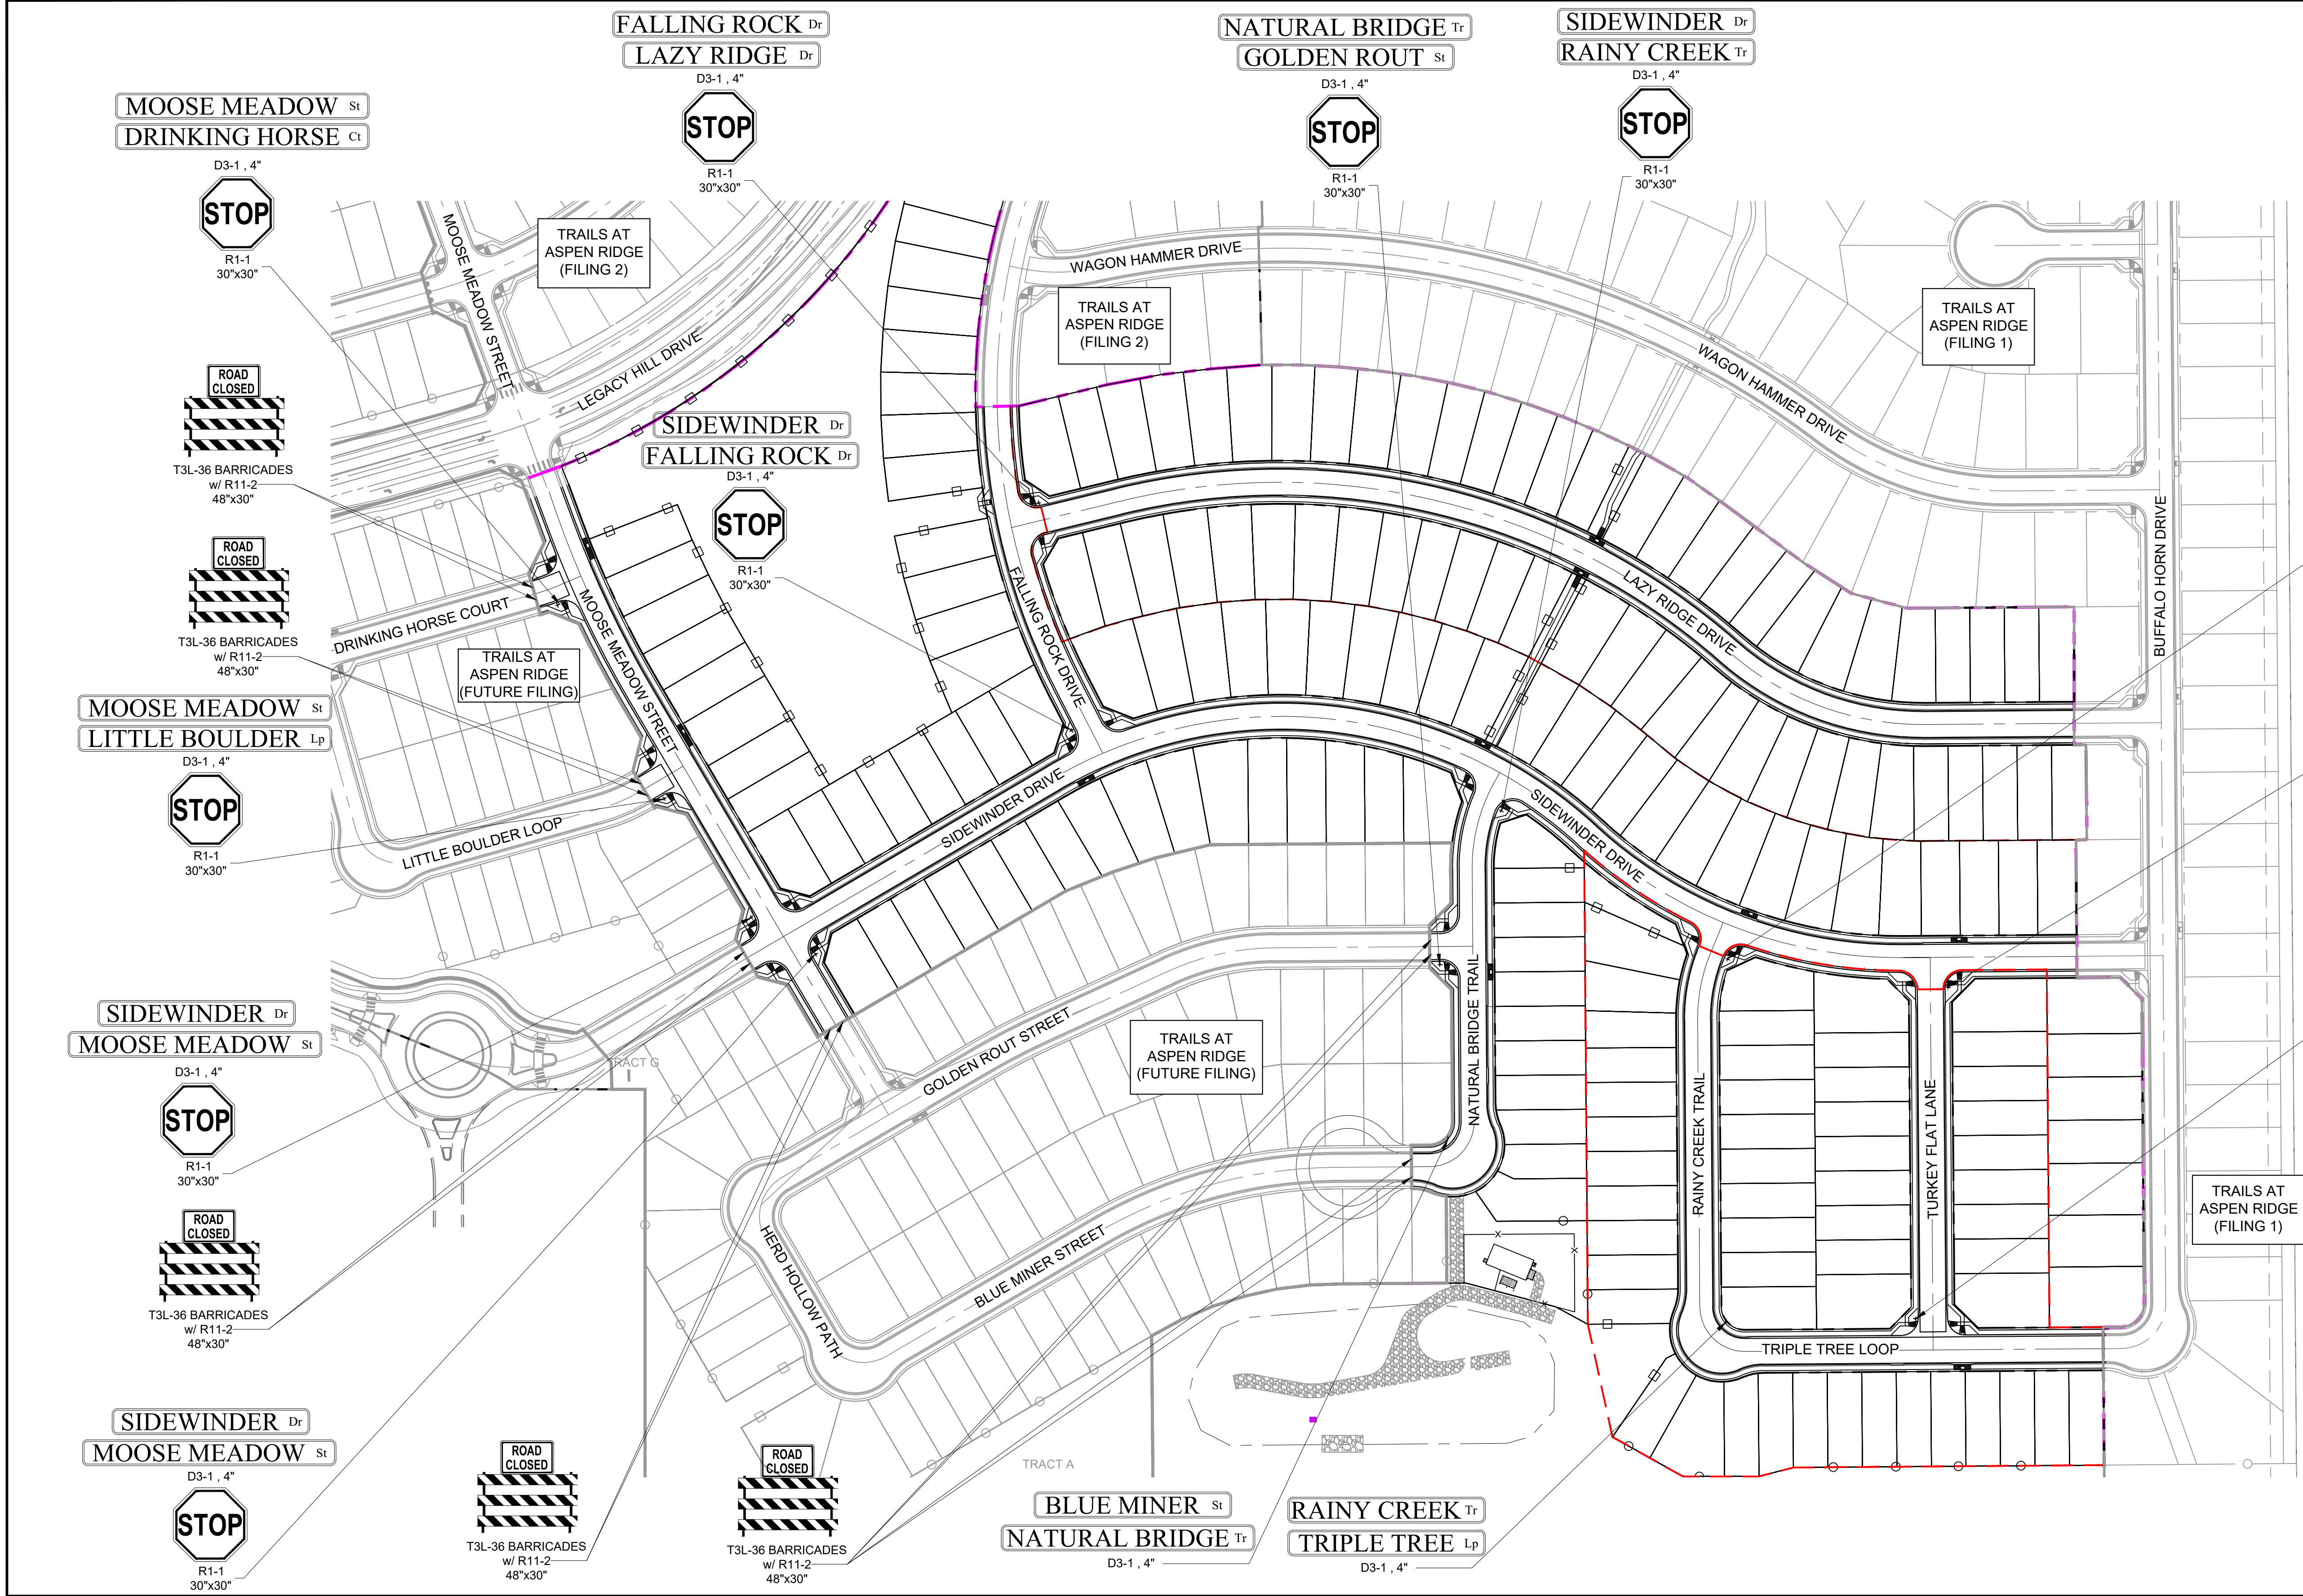 FALLING ROCK Dr
LAZY RIDGE Dr
D3-1 , 4"
STOP
R1-1
30"x30"
NATURAL BRIDGE Tr
GOLDEN ROUT St
D3-1 , 4"
STOP
R1-1
30"x30"
SIDEWINDER Dr
RAINY CREEK Tr
D3-1 , 4"
STOP
R1-1
30"x30"
MOOSE MEADOW St
DRINKING HORSE Ct
D3-1 , 4"
STOP
R1-1
30"x30"
MOOSE MEADOW STREET
TRAILS AT
ASPEN RIDGE
(FILING 2)
LEGACY HILL DRIVE
WAGON HAMMER DRIVE
TRAILS AT
ASPEN RIDGE
(FILING 2)
WAGON HAMMER DRIVE
TRAILS AT
ASPEN RIDGE
(FILING 1)
BUFFALO HORN DRIVE
ROAD
CLOSED
T3L-36 BARRICADES
w/ R11-2
48"x30"
SIDEWINDER Dr
FALLING ROCK Dr
D3-1 , 4"
STOP
R1-1
30"x30"
ROAD
CLOSED
T3L-36 BARRICADES
w/ R11-2
48"x30"
DRINKING HORSE COURT
MOOSE MEADOW STREET
TRAILS AT
ASPEN RIDGE
(FUTURE FILING)
FALLING ROCK DRIVE
LAZY RIDGE DRIVE
MOOSE MEADOW St
LITTLE BOULDER Lp
D3-1 , 4"
STOP
R1-1
30"x30"
LITTLE BOULDER LOOP
SIDEWINDER DRIVE
SIDEWINDER DRIVE
SIDEWINDER Dr
MOOSE MEADOW St
D3-1 , 4"
STOP
R1-1
30"x30"
RACT G
GOLDEN ROUT STREET
TRAILS AT
ASPEN RIDGE
(FUTURE FILING)
NATURAL BRIDGE TRAIL
RAINY CREEK TRAIL
TURKEY FLAT LANE
TRAILS AT
ASPEN RIDGE
(FILING 1)
ROAD
CLOSED
T3L-36 BARRICADES
w/ R11-2
48"x30"
HERD HOLLOW PATH
BLUE MINER STREET
TRIPLE TREE LOOP
SIDEWINDER Dr
MOOSE MEADOW St
D3-1 , 4"
STOP
R1-1
30"x30"
ROAD
CLOSED
T3L-36 BARRICADES
w/ R11-2
48"x30"
ROAD
CLOSED
T3L-36 BARRICADES
w/ R11-2
48"x30"
TRACT A
BLUE MINER St
NATURAL BRIDGE Tr
D3-1 , 4"
RAINY CREEK Tr
TRIPLE TREE Lp
D3-1 , 4"